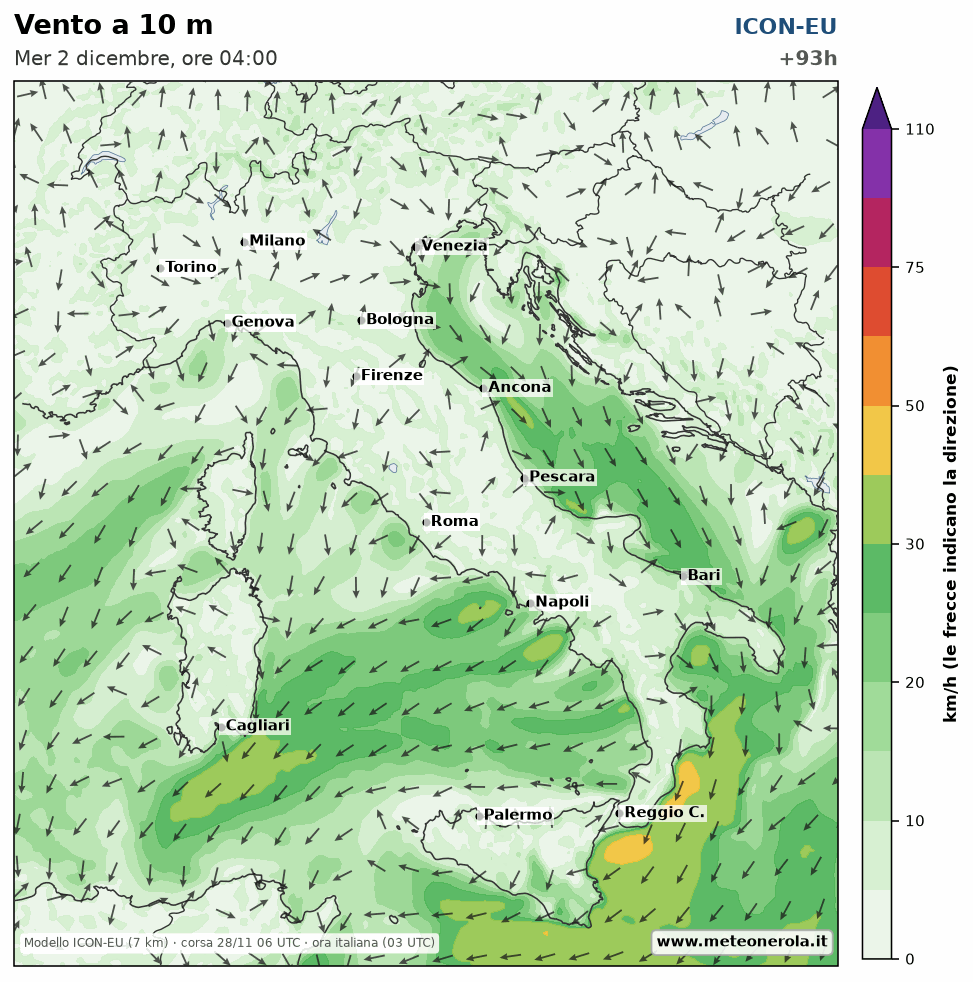 Vento a 10 m
ICON-EU
Mer 2 dicembre, ore 04:00
+93h
110
Milano
Venezia
Torino
75
Genova
Bologna
Firenze
Ancona
50
Pescara
Roma
30
Bari
Napoli
20
Cagliari
Reggio C.
Palermo
10
km/h (le frecce indicano la direzione)
Modello ICON-EU (7 km) · corsa 28/11 06 UTC · ora italiana (03 UTC)
www.meteonerola.it
0